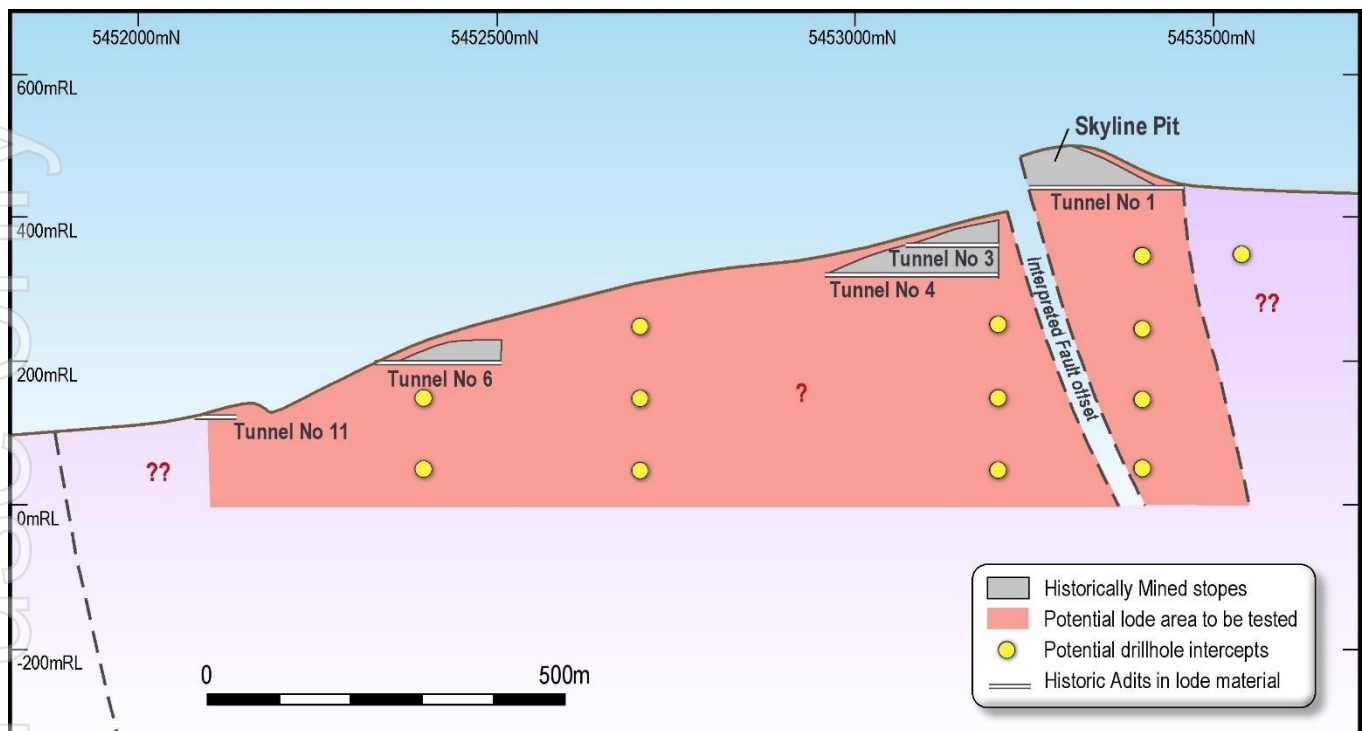 5452000mN
5452500mN
5453000mN
5453500mN
600mRL
Skyline Pit
Tunnel No 1
400mRL
Tunnel No 3
Tunnel No 4
Interpreted Fault offset
??
200mRL
Tunnel No 6
?
Tunnel No 11
??
0mRL
Historically Mined stopes
Potential lode area to be tested
Potential drillhole intercepts
Historic Adits in lode material
-200mRL
0
500m